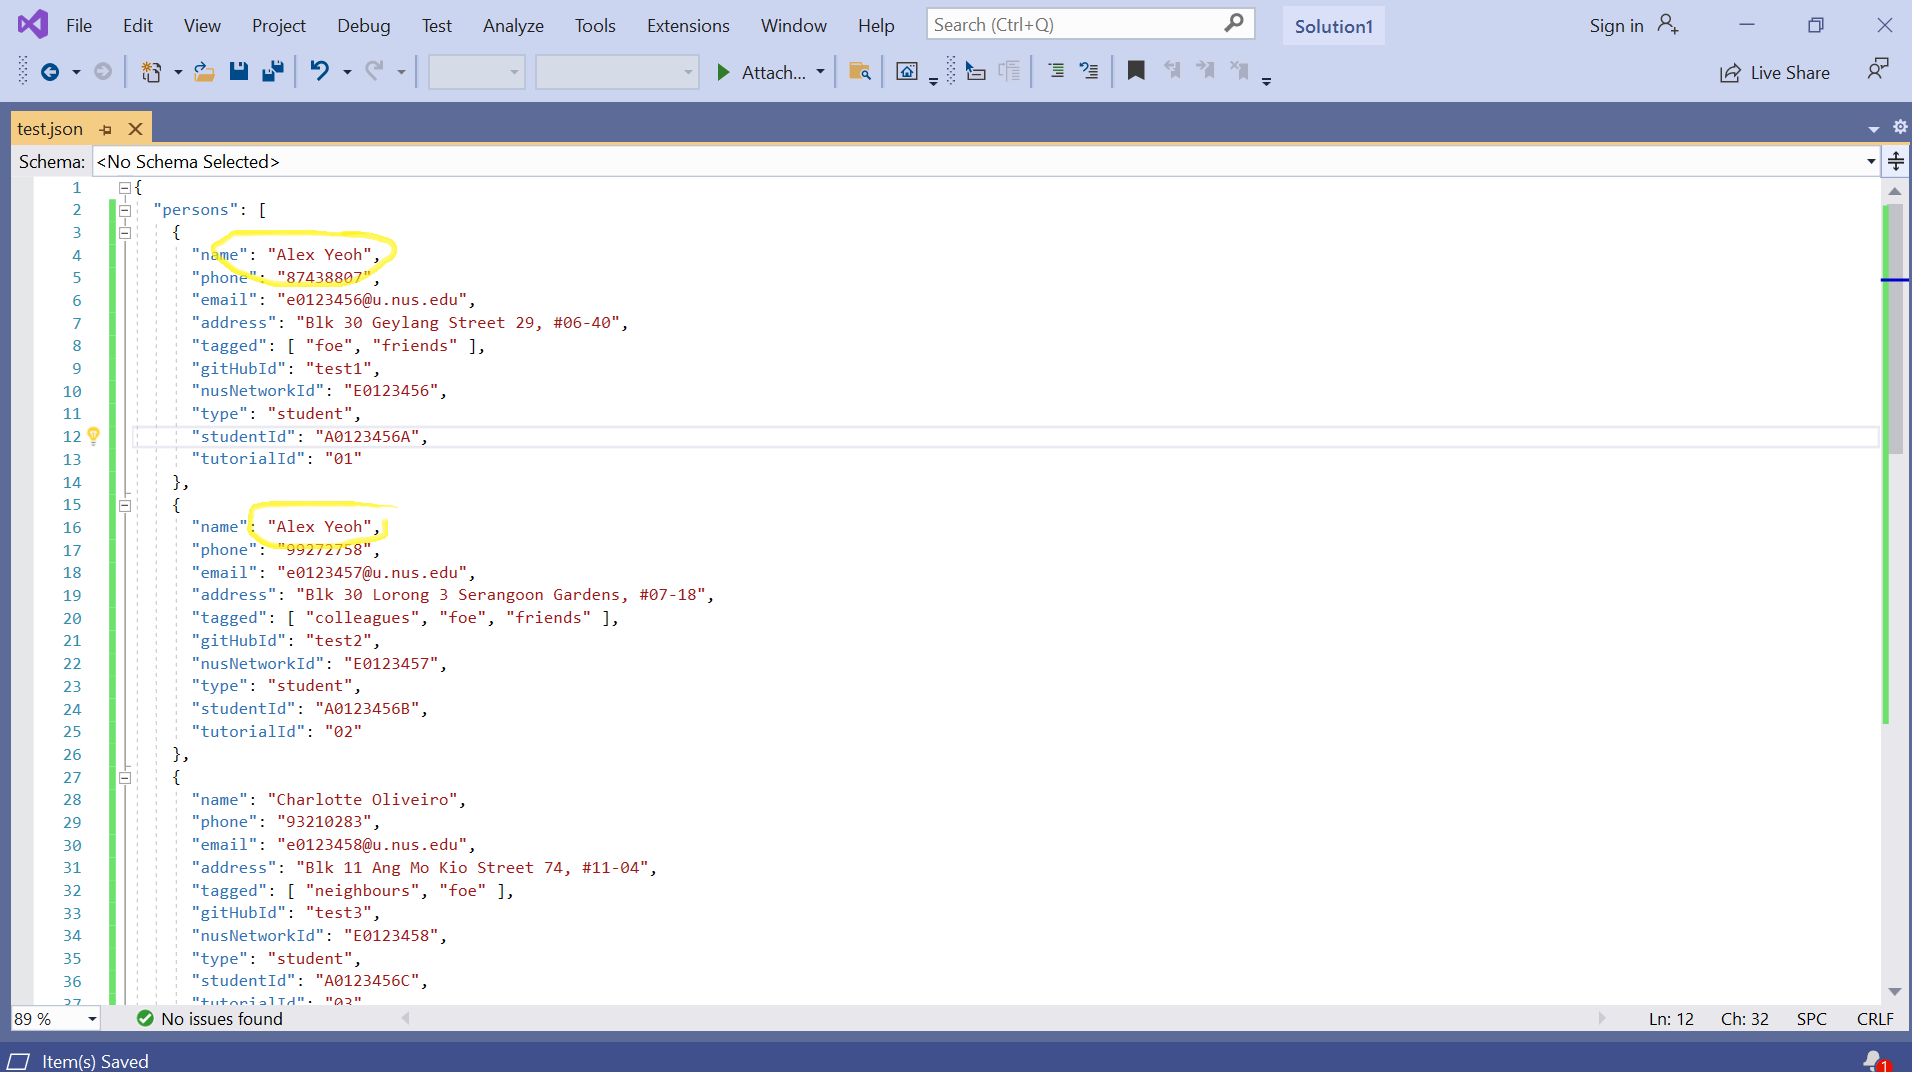 File Edit View Project Debug Test Analyze Tools Extensions Window Help Search (Ctrl+Q) Solution1 Sign in
Attach... Live Share
test.json
Schema: <No Schema Selected>
1 {
2 "persons": [
3 {
4 "name": "Alex Yeoh",
5 "phone": "87438807",
6 "email": "e0123456@u.nus.edu",
7 "address": "Blk 30 Geylang Street 29, #06-40",
8 "tagged": [ "foe", "friends" ],
9 "gitHubId": "test1",
10 "nusNetworkId": "E0123456",
11 "type": "student",
12 "studentId": "A0123456A",
13 "tutorialId": "01"
14 },
15 {
16 "name": "Alex Yeoh",
17 "phone": "99272758",
18 "email": "e0123457@u.nus.edu",
19 "address": "Blk 30 Lorong 3 Serangoon Gardens, #07-18",
20 "tagged": [ "colleagues", "foe", "friends" ],
21 "gitHubId": "test2",
22 "nusNetworkId": "E0123457",
23 "type": "student",
24 "studentId": "A0123456B",
25 "tutorialId": "02"
26 },
27 {
28 "name": "Charlotte Oliveiro",
29 "phone": "93210283",
30 "email": "e0123458@u.nus.edu",
31 "address": "Blk 11 Ang Mo Kio Street 74, #11-04",
32 "tagged": [ "neighbours", "foe" ],
33 "gitHubId": "test3",
34 "nusNetworkId": "E0123458",
35 "type": "student",
36 "studentId": "A0123456C",
37 "tutorialId": "03"
89 % No issues found Ln: 12 Ch: 32 SPC CRLF
Item(s) Saved 1